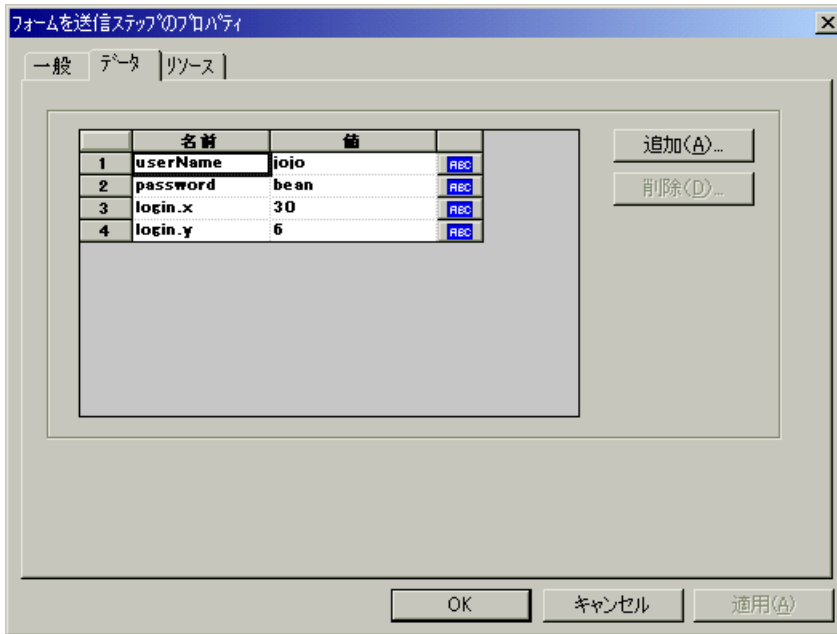 フォームを送信ステップのプロパティ
一般 データ リソース
名前 値
1 userName jojo ABC
2 password bean ABC
3 login.x 30 ABC
4 login.y 6 ABC
追加(A)...
削除(D)...
OK キャンセル 適用(A)